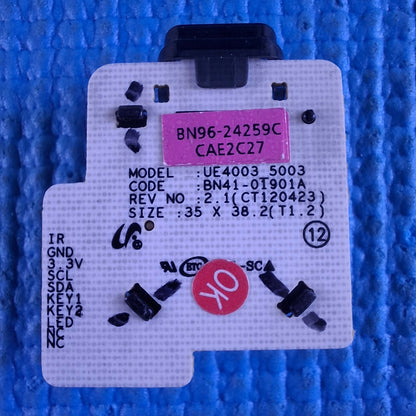 BN96-24259C
CAE2C27
MODEL :UE4003_5003
CODE :BN41-01901A
REV NO :2.1(CT120423)
SIZE :35 X 38.2(T1.2)
12
IR
GND
3.3V
SCL
SDA
KEY1
KEY2
LED
NC
NC
OK